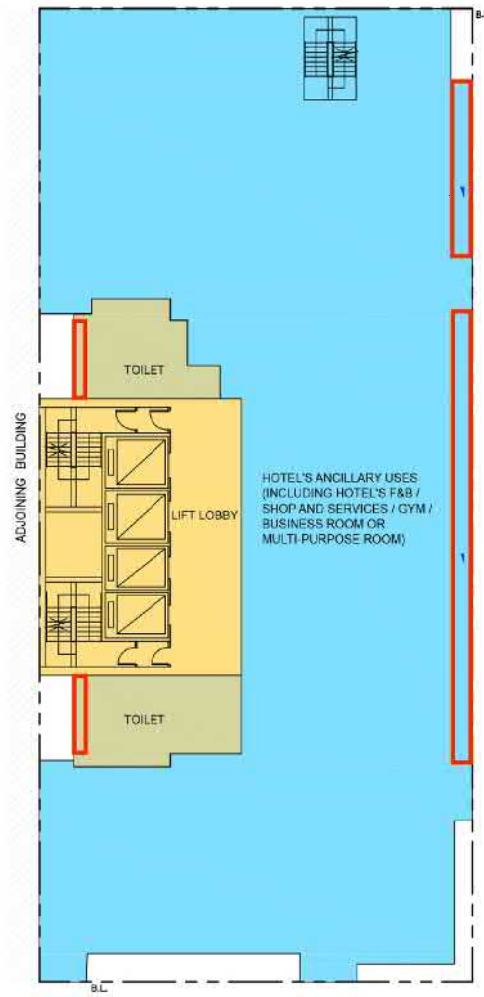 B.
TOILET
ADJOINING BUILDING
LIFT LOBBY
HOTEL'S ANCILLARY USES
(INCLUDING HOTEL'S F&B /
SHOP AND SERVICES / GYM /
BUSINESS ROOM OR
MULTI-PURPOSE ROOM)
TOILET
B.L.